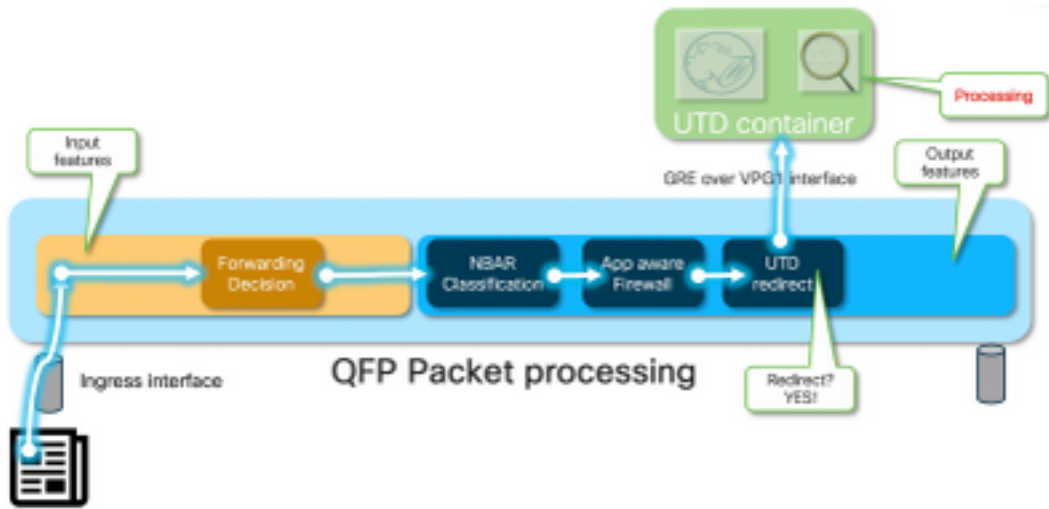 Processing
UTD container
Input
features
Output
features
GRE over VPG1 interface
Forwarding
Decision
NBAR
Classification
App aware
Firewall
UTD
redirect
Ingress interface
QFP Packet processing
Redirect?
YES!